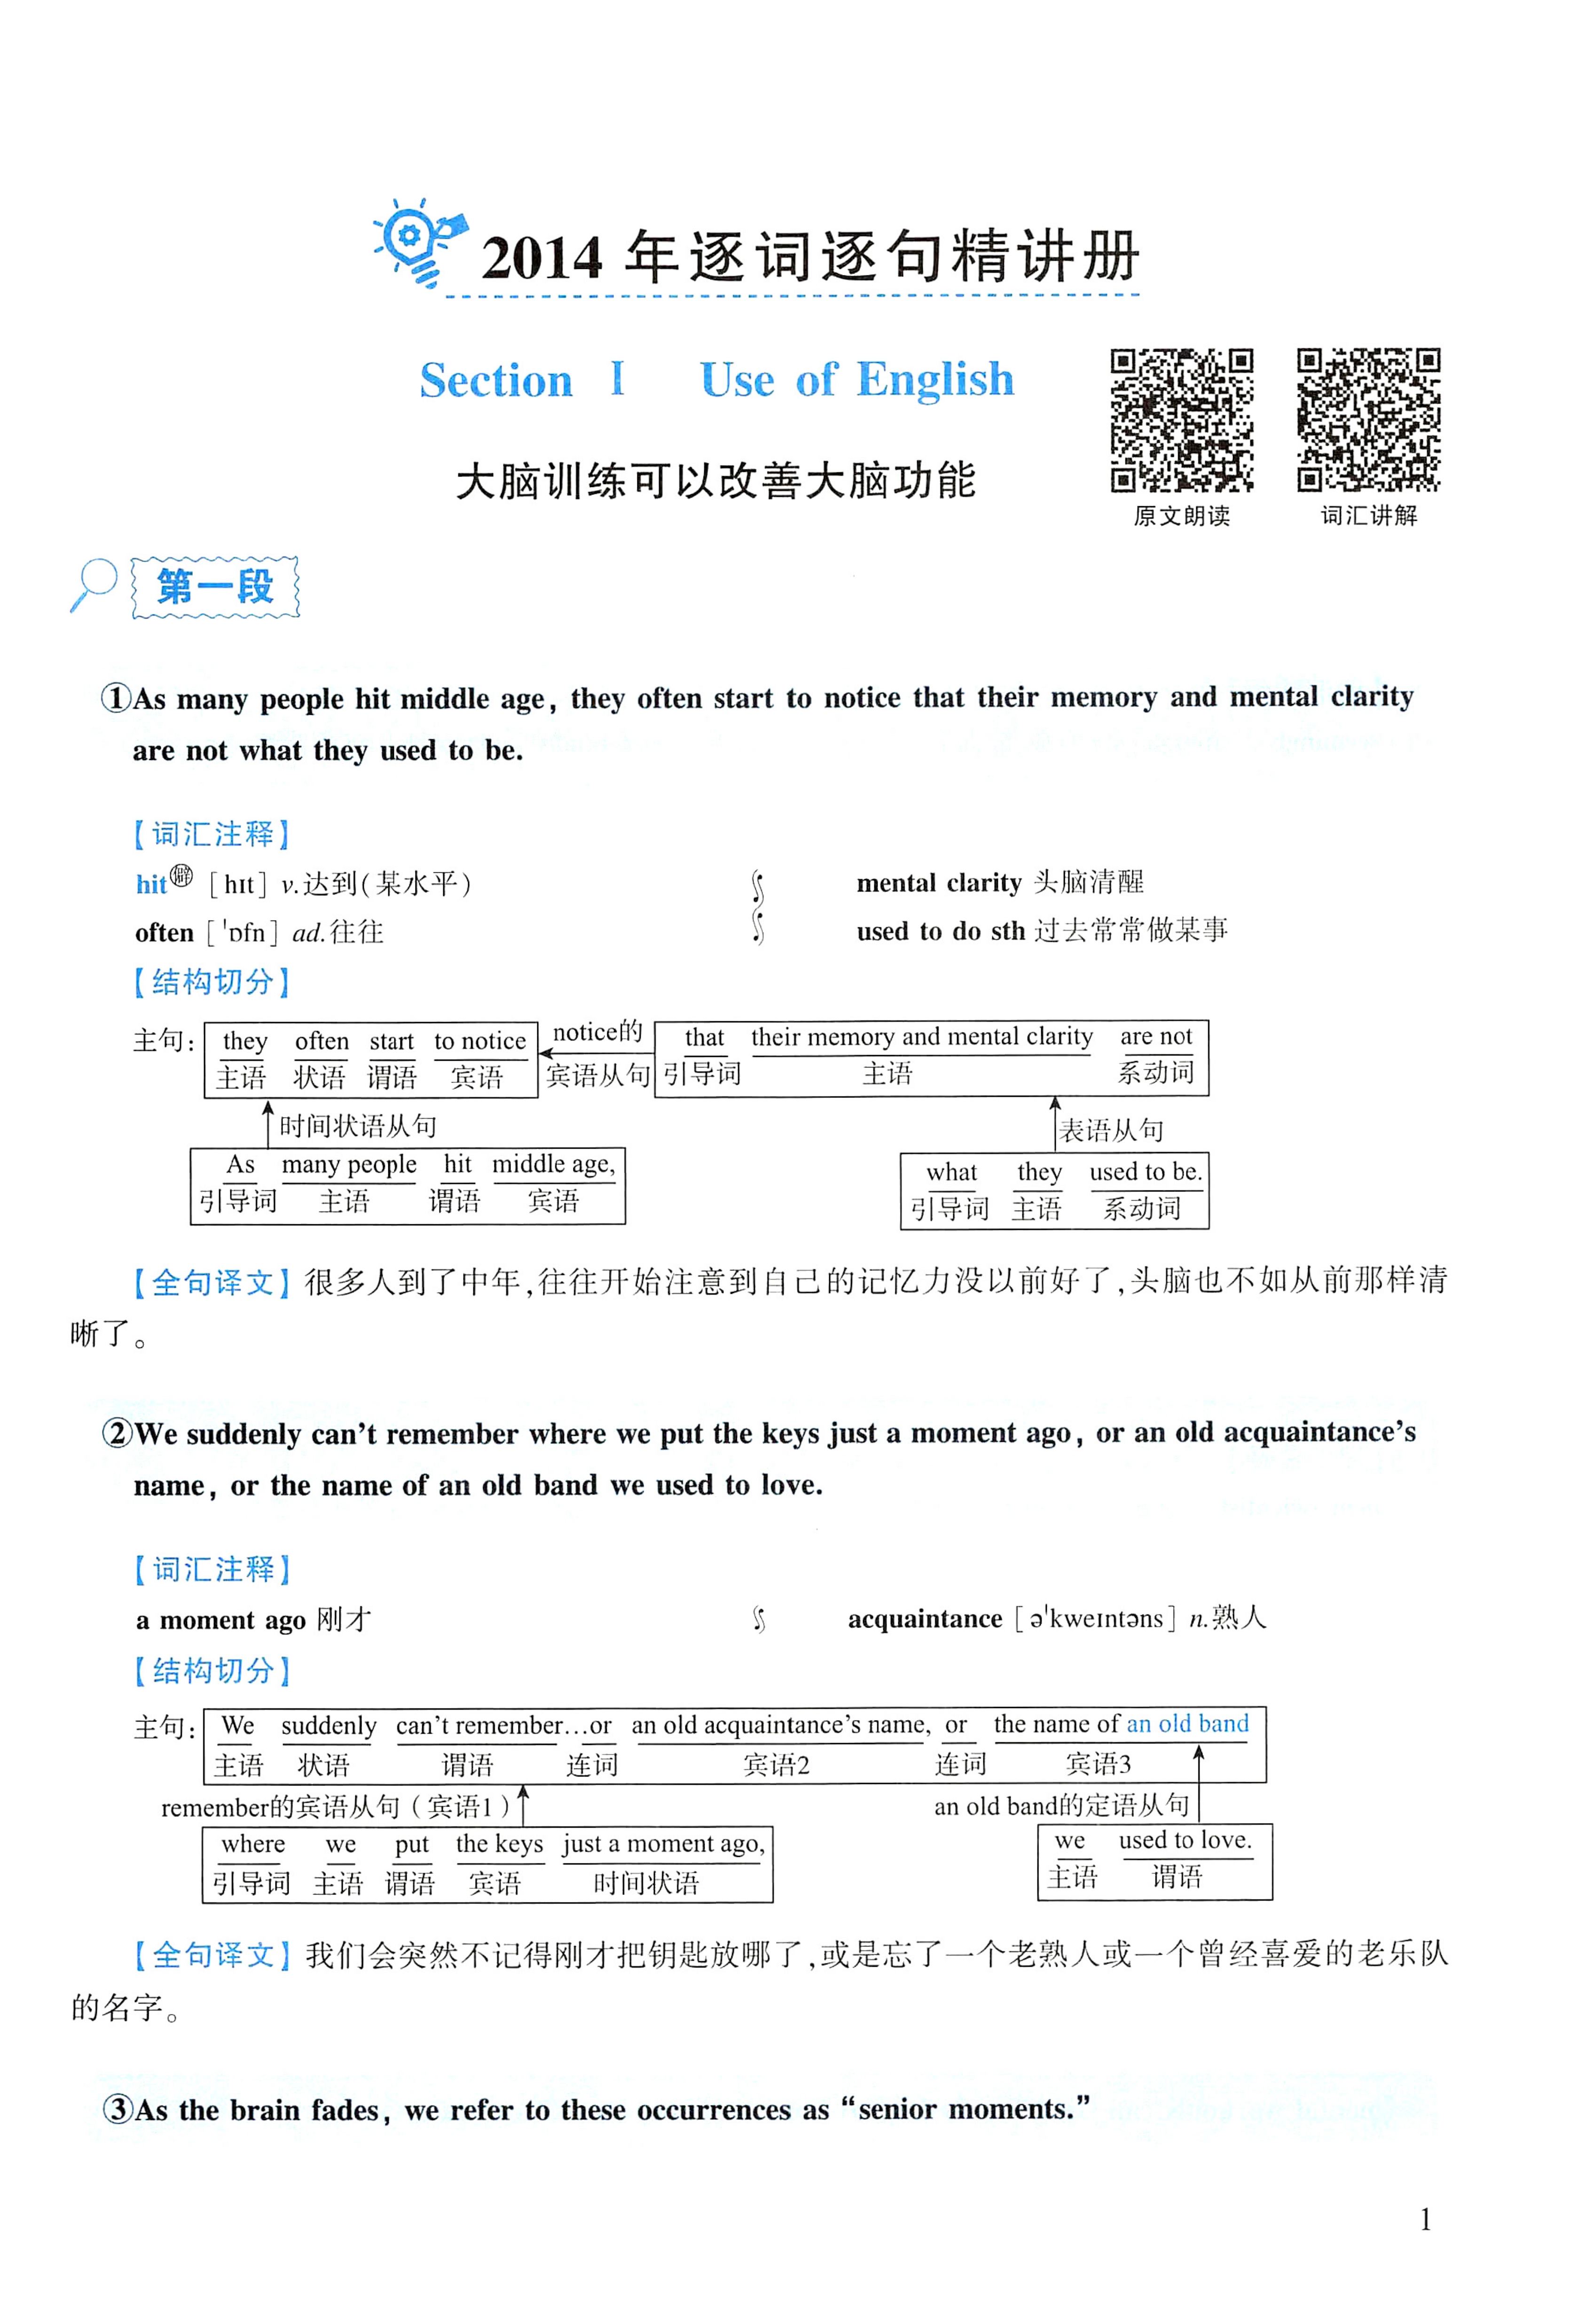 2014 年逐词逐句精讲册
Section Ⅰ Use of English
大脑训练可以改善大脑功能
原文朗读 词汇讲解
第一段
①As many people hit middle age, they often start to notice that their memory and mental clarity
are not what they used to be.
【词汇注释】
hit僻 [hɪt] v.达到(某水平) mental clarity 头脑清醒
often [ˈɒfn] ad.往往 used to do sth 过去常常做某事
【结构切分】
主句: they often start to notice notice的 that their memory and mental clarity are not
主语 状语 谓语 宾语 宾语从句 引导词 主语 系动词
时间状语从句 表语从句
As many people hit middle age, what they used to be.
引导词 主语 谓语 宾语 引导词 主语 系动词
【全句译文】很多人到了中年,往往开始注意到自己的记忆力没以前好了,头脑也不如从前那样清
晰了。
②We suddenly can't remember where we put the keys just a moment ago, or an old acquaintance's
name, or the name of an old band we used to love.
【词汇注释】
a moment ago 刚才 acquaintance [əˈkweɪntəns] n.熟人
【结构切分】
主句: We suddenly can't remember…or an old acquaintance's name, or the name of an old band
主语 状语 谓语 连词 宾语2 连词 宾语3
remember的宾语从句(宾语1) an old band的定语从句
where we put the keys just a moment ago, we used to love.
引导词 主语 谓语 宾语 时间状语 主语 谓语
【全句译文】我们会突然不记得刚才把钥匙放哪了,或是忘了一个老熟人或一个曾经喜爱的老乐队
的名字。
③As the brain fades, we refer to these occurrences as “senior moments.”
1